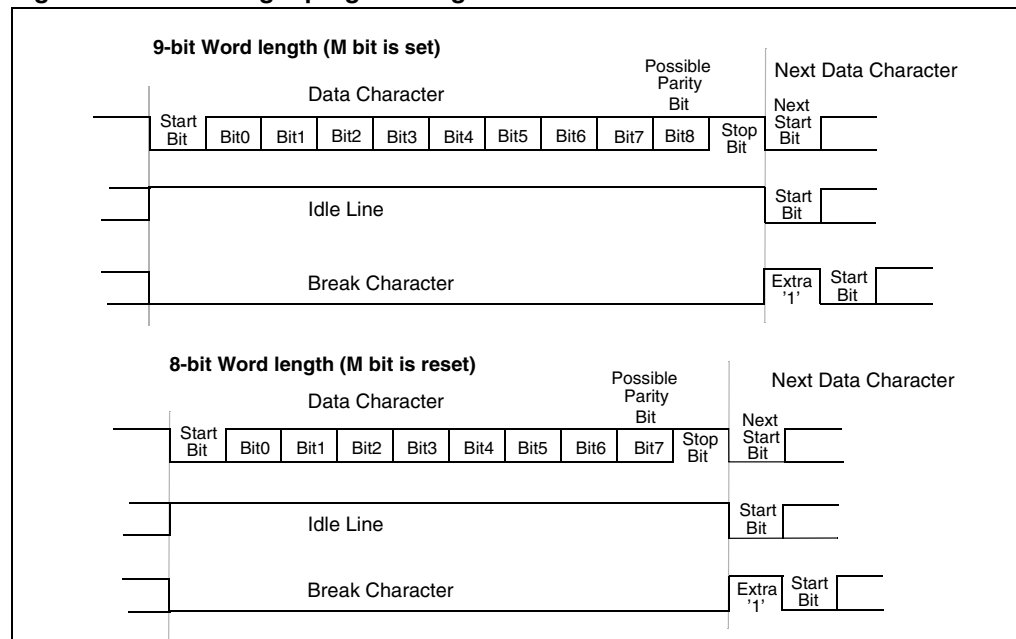 9-bit Word length (M bit is set)
Possible
Parity
Bit
Next Data Character
Data Character
Start
Bit
Bit0
Bit1
Bit2
Bit3
Bit4
Bit5
Bit6
Bit7
Bit8
Stop
Bit
Next
Start
Bit
Idle Line
Start
Bit
Break Character
Extra
'1'
Start
Bit
8-bit Word length (M bit is reset)
Possible
Parity
Bit
Next Data Character
Data Character
Start
Bit
Bit0
Bit1
Bit2
Bit3
Bit4
Bit5
Bit6
Bit7
Stop
Bit
Next
Start
Bit
Idle Line
Start
Bit
Break Character
Extra
'1'
Start
Bit